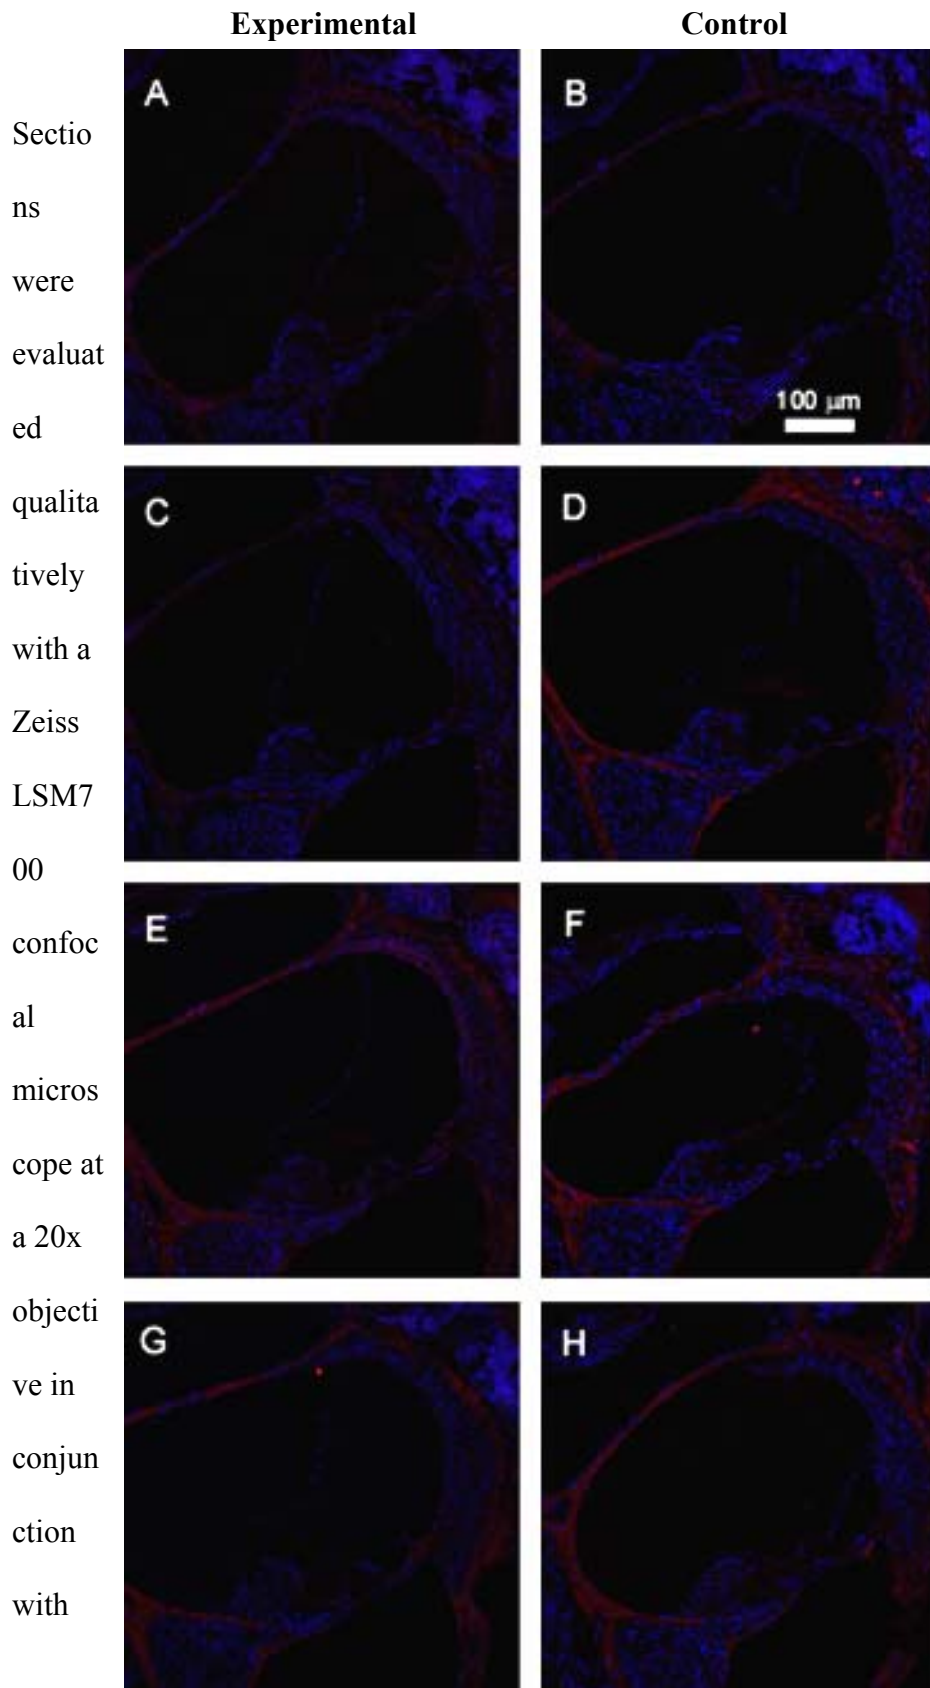 Experimental Control
A B
Sectio
ns
were
evaluat
ed
100 μm
qualita
C D
tively
with a
Zeiss
LSM7
00
confoc
E F
al
micros
cope at
a 20x
objecti
G H
ve in
conjun
ction
with